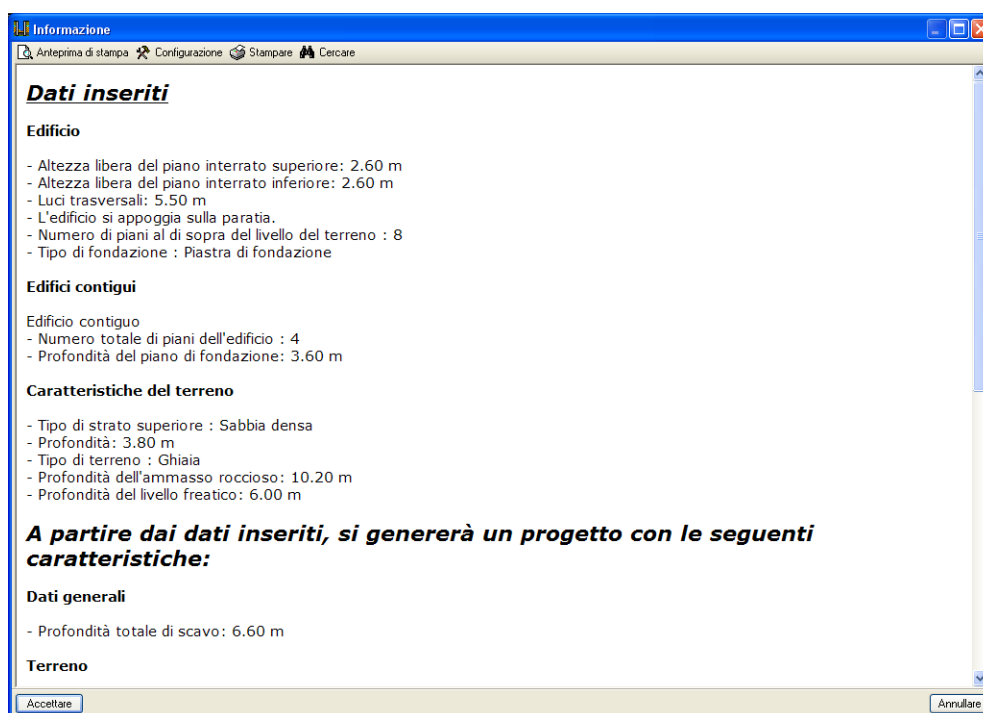 Informazione
Anteprima di stampa Configurazione Stampare Cercare
Dati inseriti
Edificio
- Altezza libera del piano interrato superiore: 2.60 m
- Altezza libera del piano interrato inferiore: 2.60 m
- Luci trasversali: 5.50 m
- L'edificio si appoggia sulla paratia.
- Numero di piani al di sopra del livello del terreno : 8
- Tipo di fondazione : Piastra di fondazione
Edifici contigui
Edificio contiguo
- Numero totale di piani dell'edificio : 4
- Profondità del piano di fondazione: 3.60 m
Caratteristiche del terreno
- Tipo di strato superiore : Sabbia densa
- Profondità: 3.80 m
- Tipo di terreno : Ghiaia
- Profondità dell'ammasso roccioso: 10.20 m
- Profondità del livello freatico: 6.00 m
A partire dai dati inseriti, si genererà un progetto con le seguenti
caratteristiche:
Dati generali
- Profondità totale di scavo: 6.60 m
Terreno
Accettare Annullare